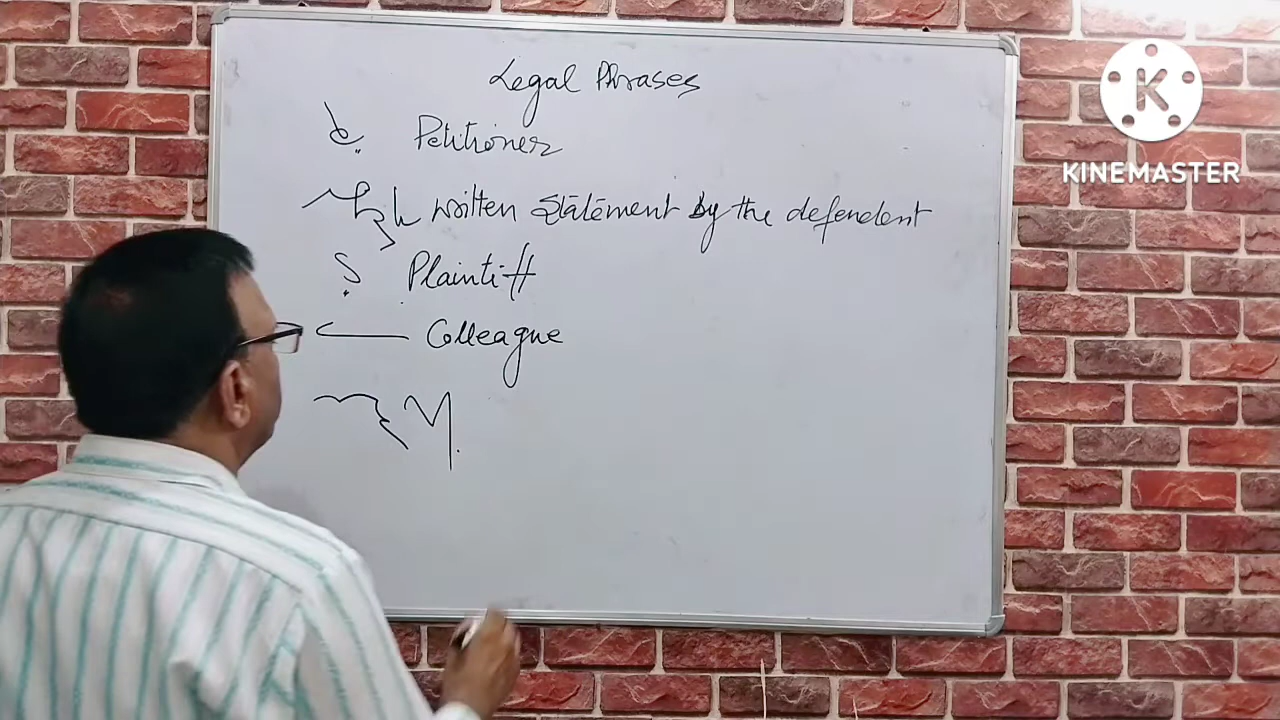 Legal Phrases
Petitioner
written statement by the defendent
Plaintiff
Colleague
K
KINEMASTER